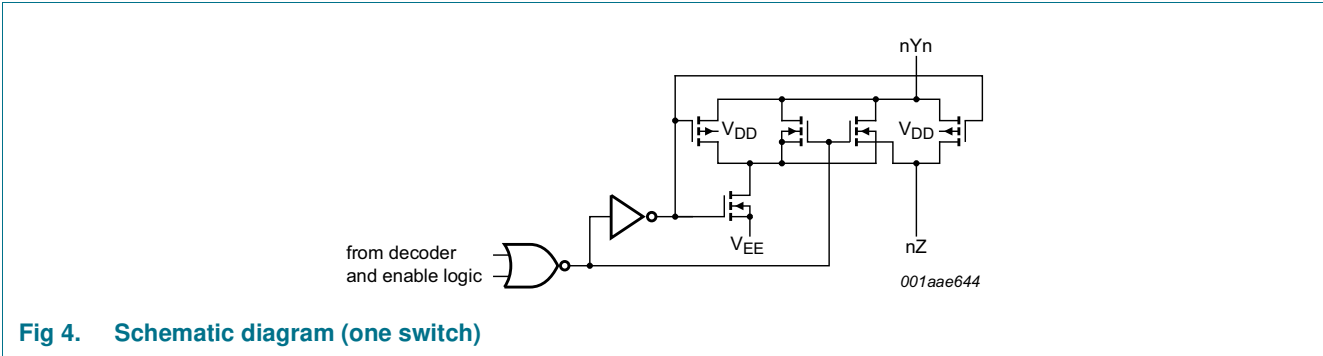 nYn
VDD
VDD
VEE
from decoder
and enable logic
nZ
001aae644
Fig 4. Schematic diagram (one switch)